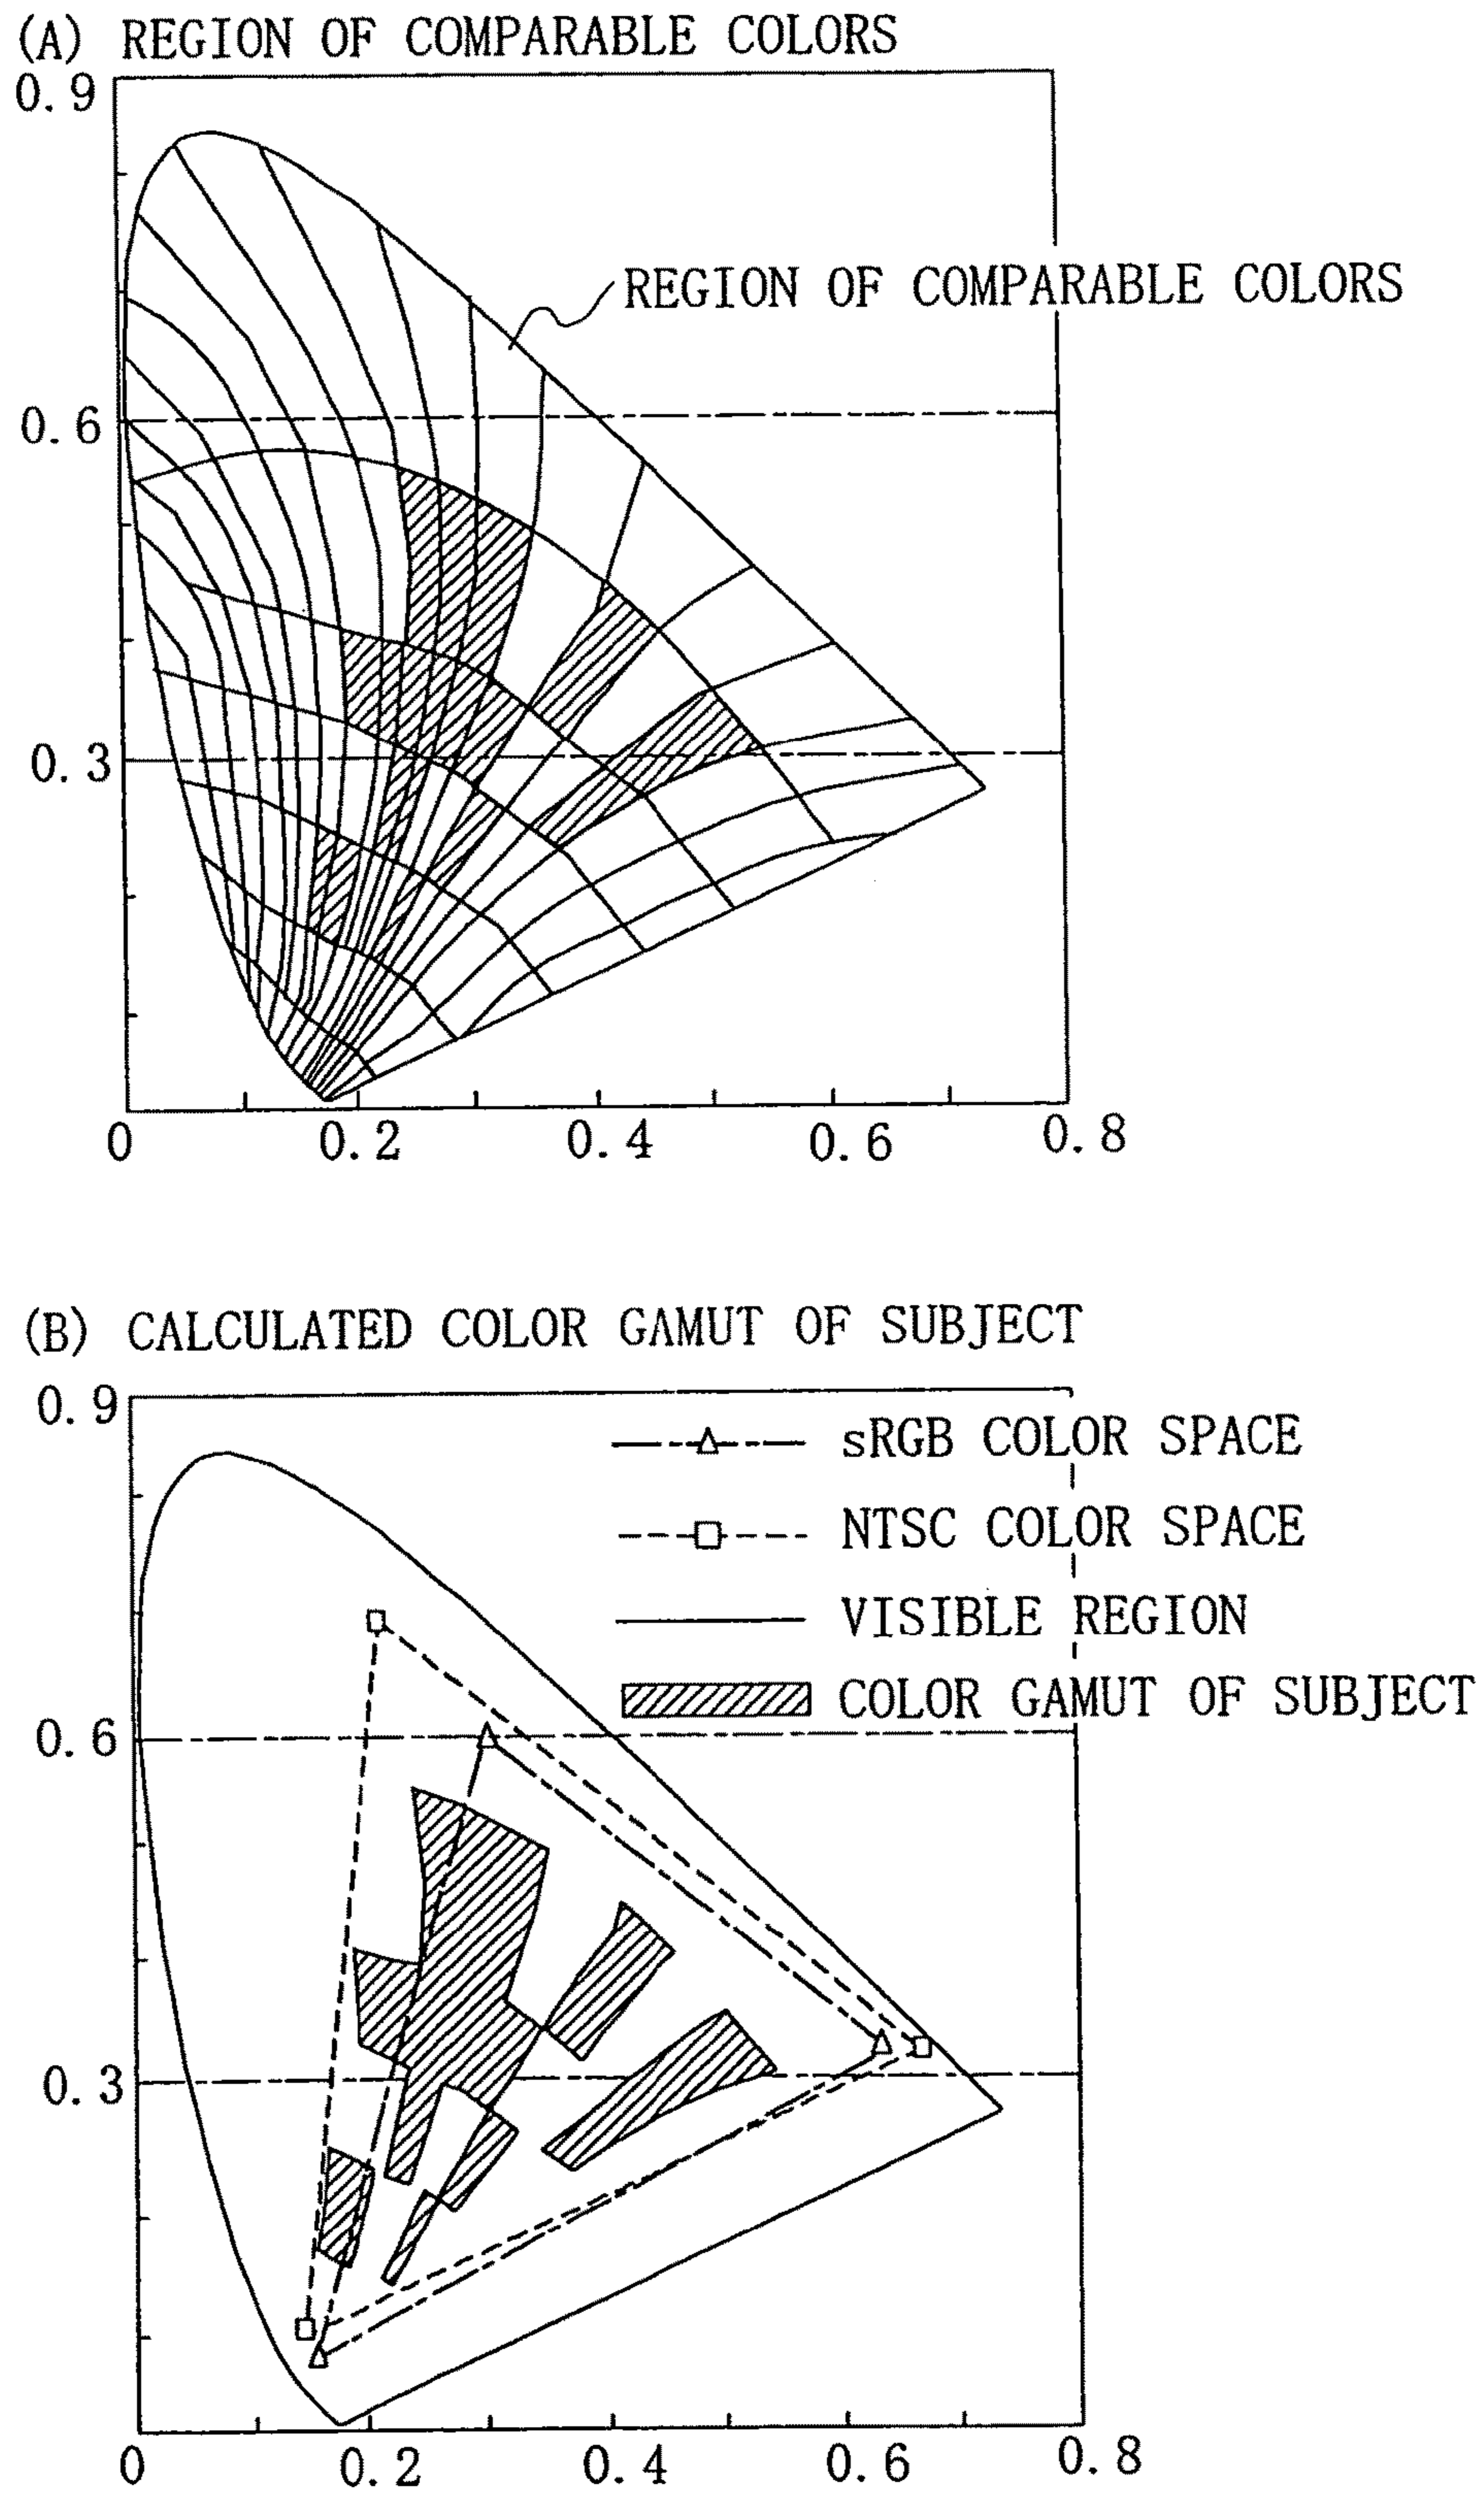 (A) REGION OF COMPARABLE COLORS
0.9
REGION OF COMPARABLE COLORS
0.6
0.3
0 0.2 0.4 0.6 0.8
(B) CALCULATED COLOR GAMUT OF SUBJECT
0.9
sRGB COLOR SPACE
NTSC COLOR SPACE
VISIBLE REGION
COLOR GAMUT OF SUBJECT
0.6
0.3
0 0.2 0.4 0.6 0.8